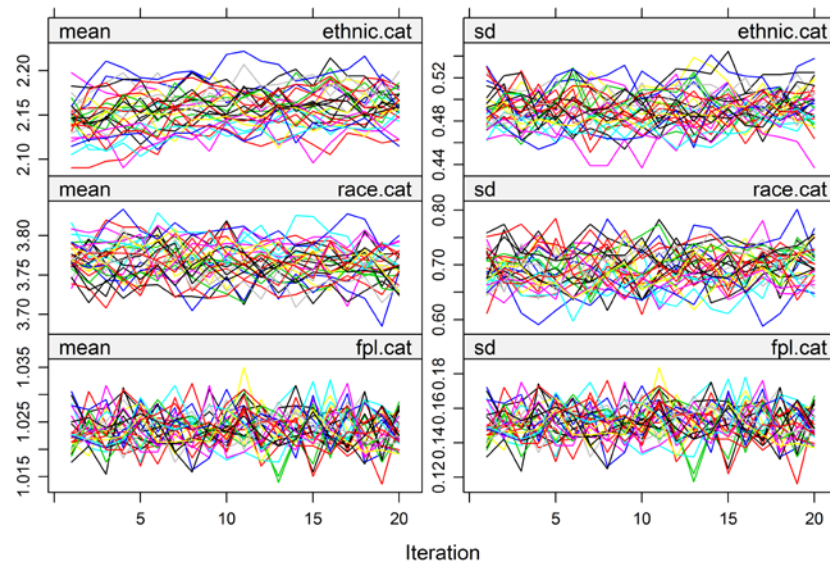 mean ethnic.cat sd ethnic.cat
2.10 2.15 2.20
0.44 0.48 0.52
mean race.cat sd race.cat
3.70 3.75 3.80
0.60 0.70 0.80
mean fpl.cat sd fpl.cat
1.015 1.025 1.035
0.12 0.14 0.16 0.18
5 10 15 20 5 10 15 20
Iteration